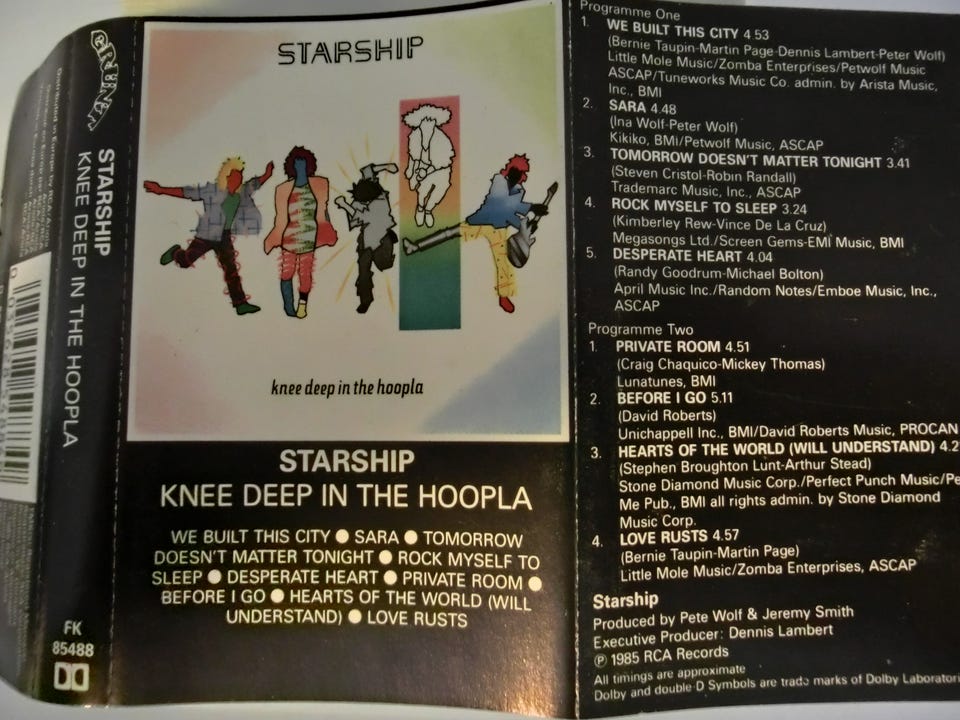 GRUNT
Distributed in Europe by RCA/Ariola
STARSHIP
KNEE DEEP IN THE HOOPLA
FK
85488
STARSHIP
knee deep in the hoopla
STARSHIP
KNEE DEEP IN THE HOOPLA
WE BUILT THIS CITY ● SARA ● TOMORROW
DOESN'T MATTER TONIGHT ● ROCK MYSELF TO
SLEEP ● DESPERATE HEART ● PRIVATE ROOM ●
BEFORE I GO ● HEARTS OF THE WORLD (WILL
UNDERSTAND) ● LOVE RUSTS
Programme One
1. WE BUILT THIS CITY 4.53
(Bernie Taupin-Martin Page-Dennis Lambert-Peter Wolf)
Little Mole Music/Zomba Enterprises/Petwolf Music
ASCAP/Tuneworks Music Co. admin. by Arista Music,
Inc., BMI
2. SARA 4.48
(Ina Wolf-Peter Wolf)
Kikiko, BMi/Petwolf Music, ASCAP
3. TOMORROW DOESN'T MATTER TONIGHT 3.41
(Steven Cristol-Robin Randall)
Trademarc Music, Inc., ASCAP
4. ROCK MYSELF TO SLEEP 3.24
(Kimberley Rew-Vince De La Cruz)
Megasongs Ltd./Screen Gems-EMI Music, BMI
5. DESPERATE HEART 4.04
(Randy Goodrum-Michael Bolton)
April Music Inc./Random Notes/Emboe Music, Inc.,
ASCAP
Programme Two
1. PRIVATE ROOM 4.51
(Craig Chaquico-Mickey Thomas)
Lunatunes, BMI
2. BEFORE I GO 5.11
(David Roberts)
Unichappell Inc., BMI/David Roberts Music, PROCAN
3. HEARTS OF THE WORLD (WILL UNDERSTAND) 4.2
(Stephen Broughton Lunt-Arthur Stead)
Stone Diamond Music Corp./Perfect Punch Music/Pe
Me Pub., BMI all rights admin. by Stone Diamond
Music Corp.
4. LOVE RUSTS 4.57
(Bernie Taupin-Martin Page)
Little Mole Music/Zomba Enterprises, ASCAP
Starship
Produced by Pete Wolf & Jeremy Smith
Executive Producer: Dennis Lambert
℗ 1985 RCA Records
All timings are approximate
Dolby and double-D Symbols are trade marks of Dolby Laboratori